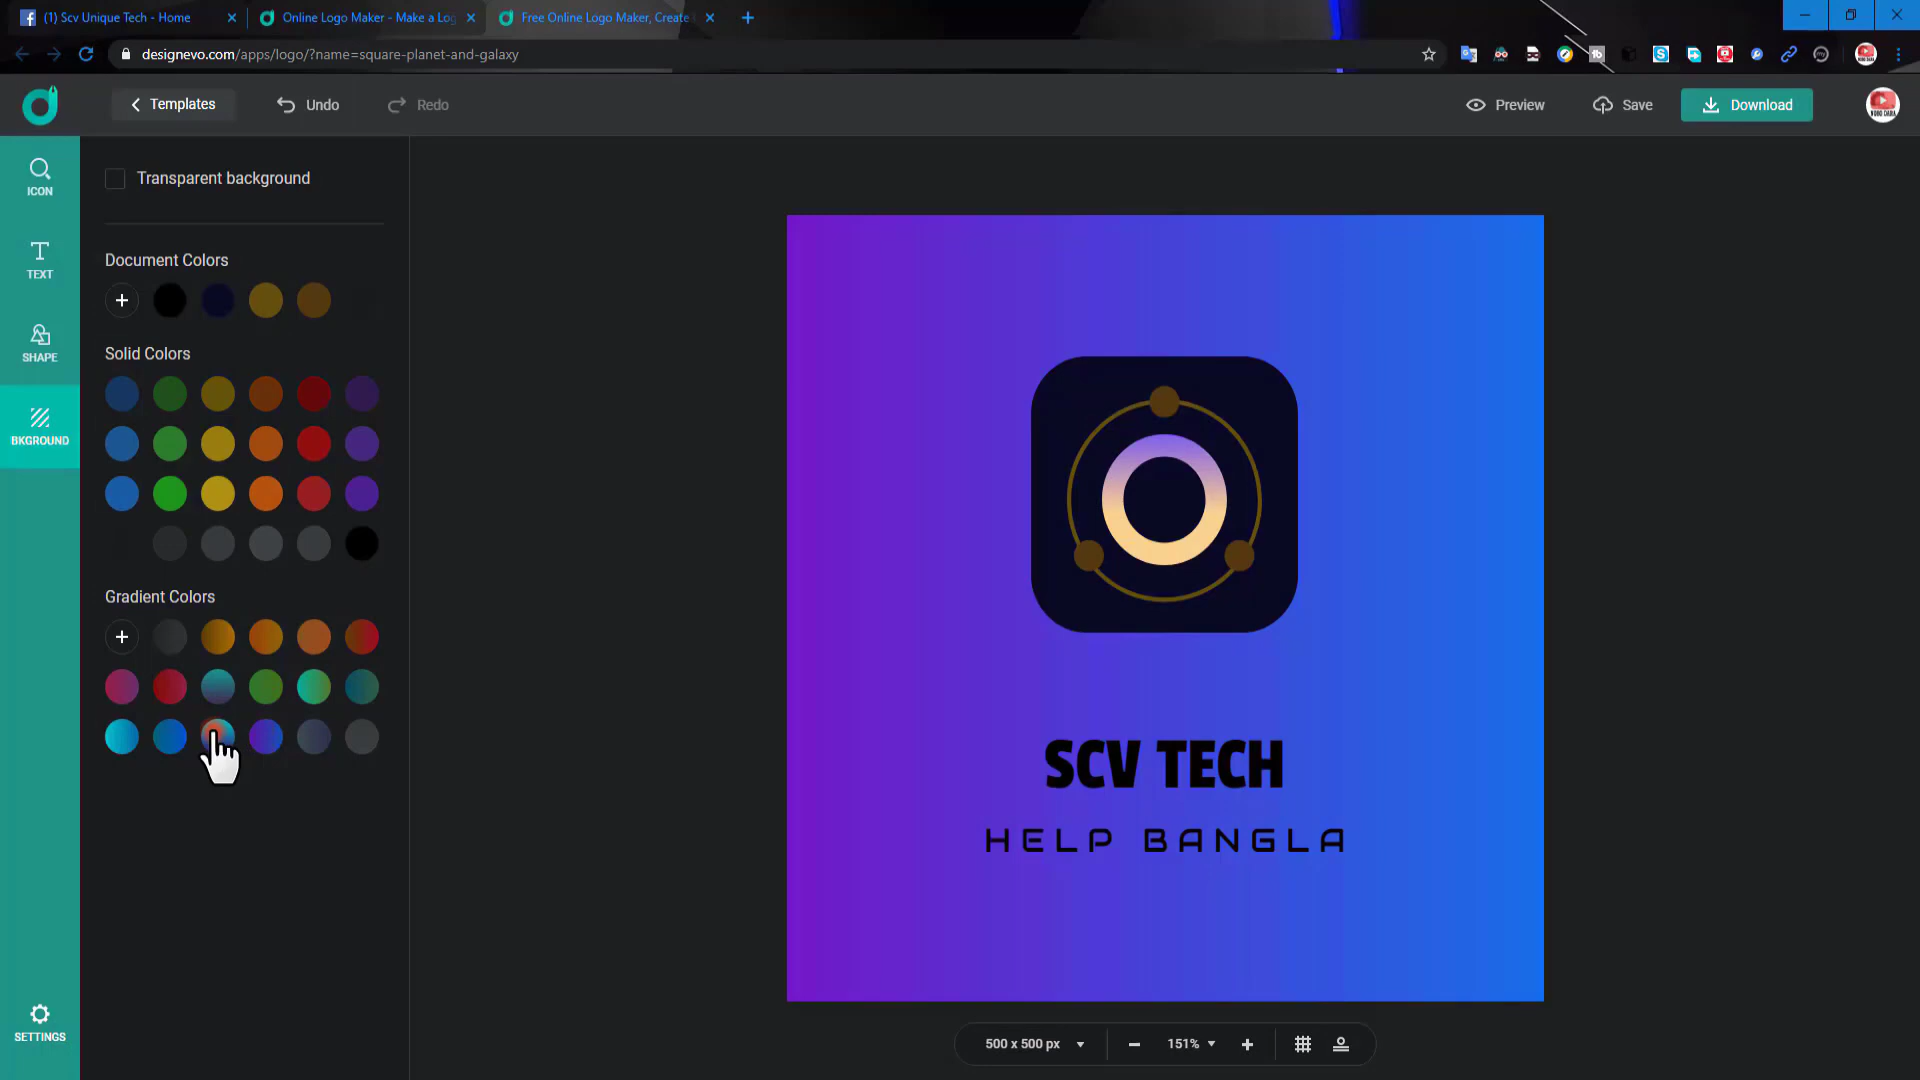 (1) Scv Unique Tech - Home
Online Logo Maker - Make a Log
Free Online Logo Maker, Create
designevo.com/apps/logo/?name=square-planet-and-galaxy
Templates
Undo
Redo
Preview
Save
Download
ICON
TEXT
SHAPE
BKGROUND
SETTINGS
Transparent background
Document Colors
Solid Colors
Gradient Colors
SCV TECH
HELP BANGLA
500 x 500 px
151%